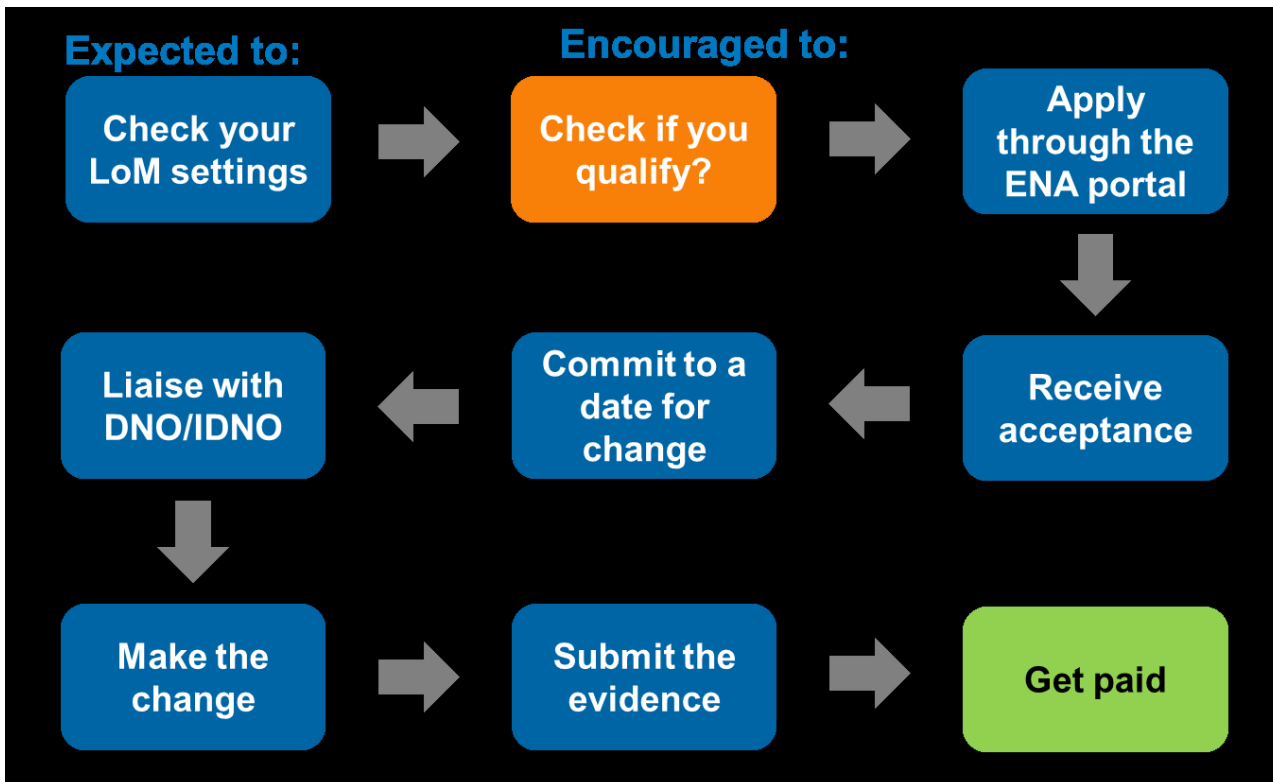 Expected to:
Encouraged to:
Check your
LoM settings
Check if you
qualify?
Apply
through the
ENA portal
Receive
acceptance
Commit to a
date for
change
Liaise with
DNO/IDNO
Make the
change
Submit the
evidence
Get paid